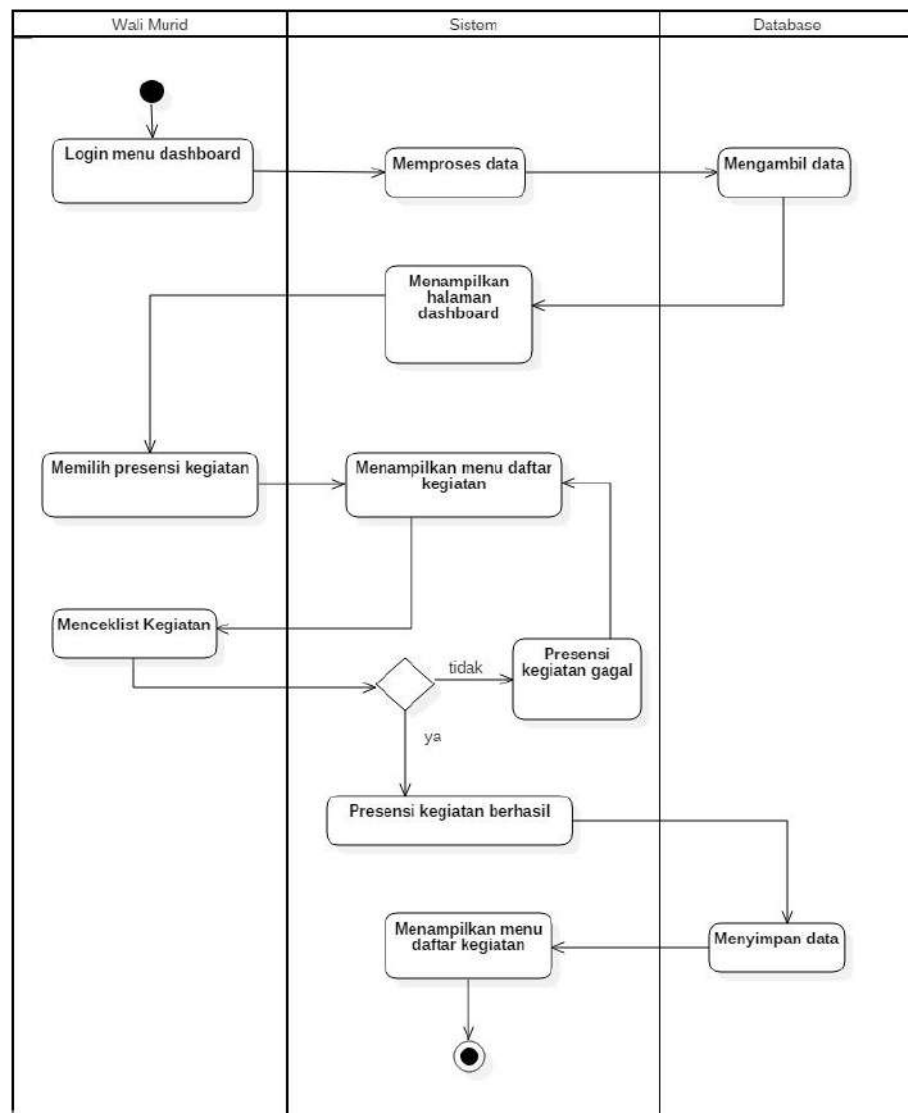 Wali Murid
Sistem
Database
Login menu dashboard
Memproses data
Mengambil data
Menampilkan
halaman
dashboard
Memilih presensi kegiatan
Menampilkan menu daftar
kegiatan
Menceklist Kegiatan
tidak
Presensi
kegiatan gagal
ya
Presensi kegiatan berhasil
Menampilkan menu
daftar kegiatan
Menyimpan data